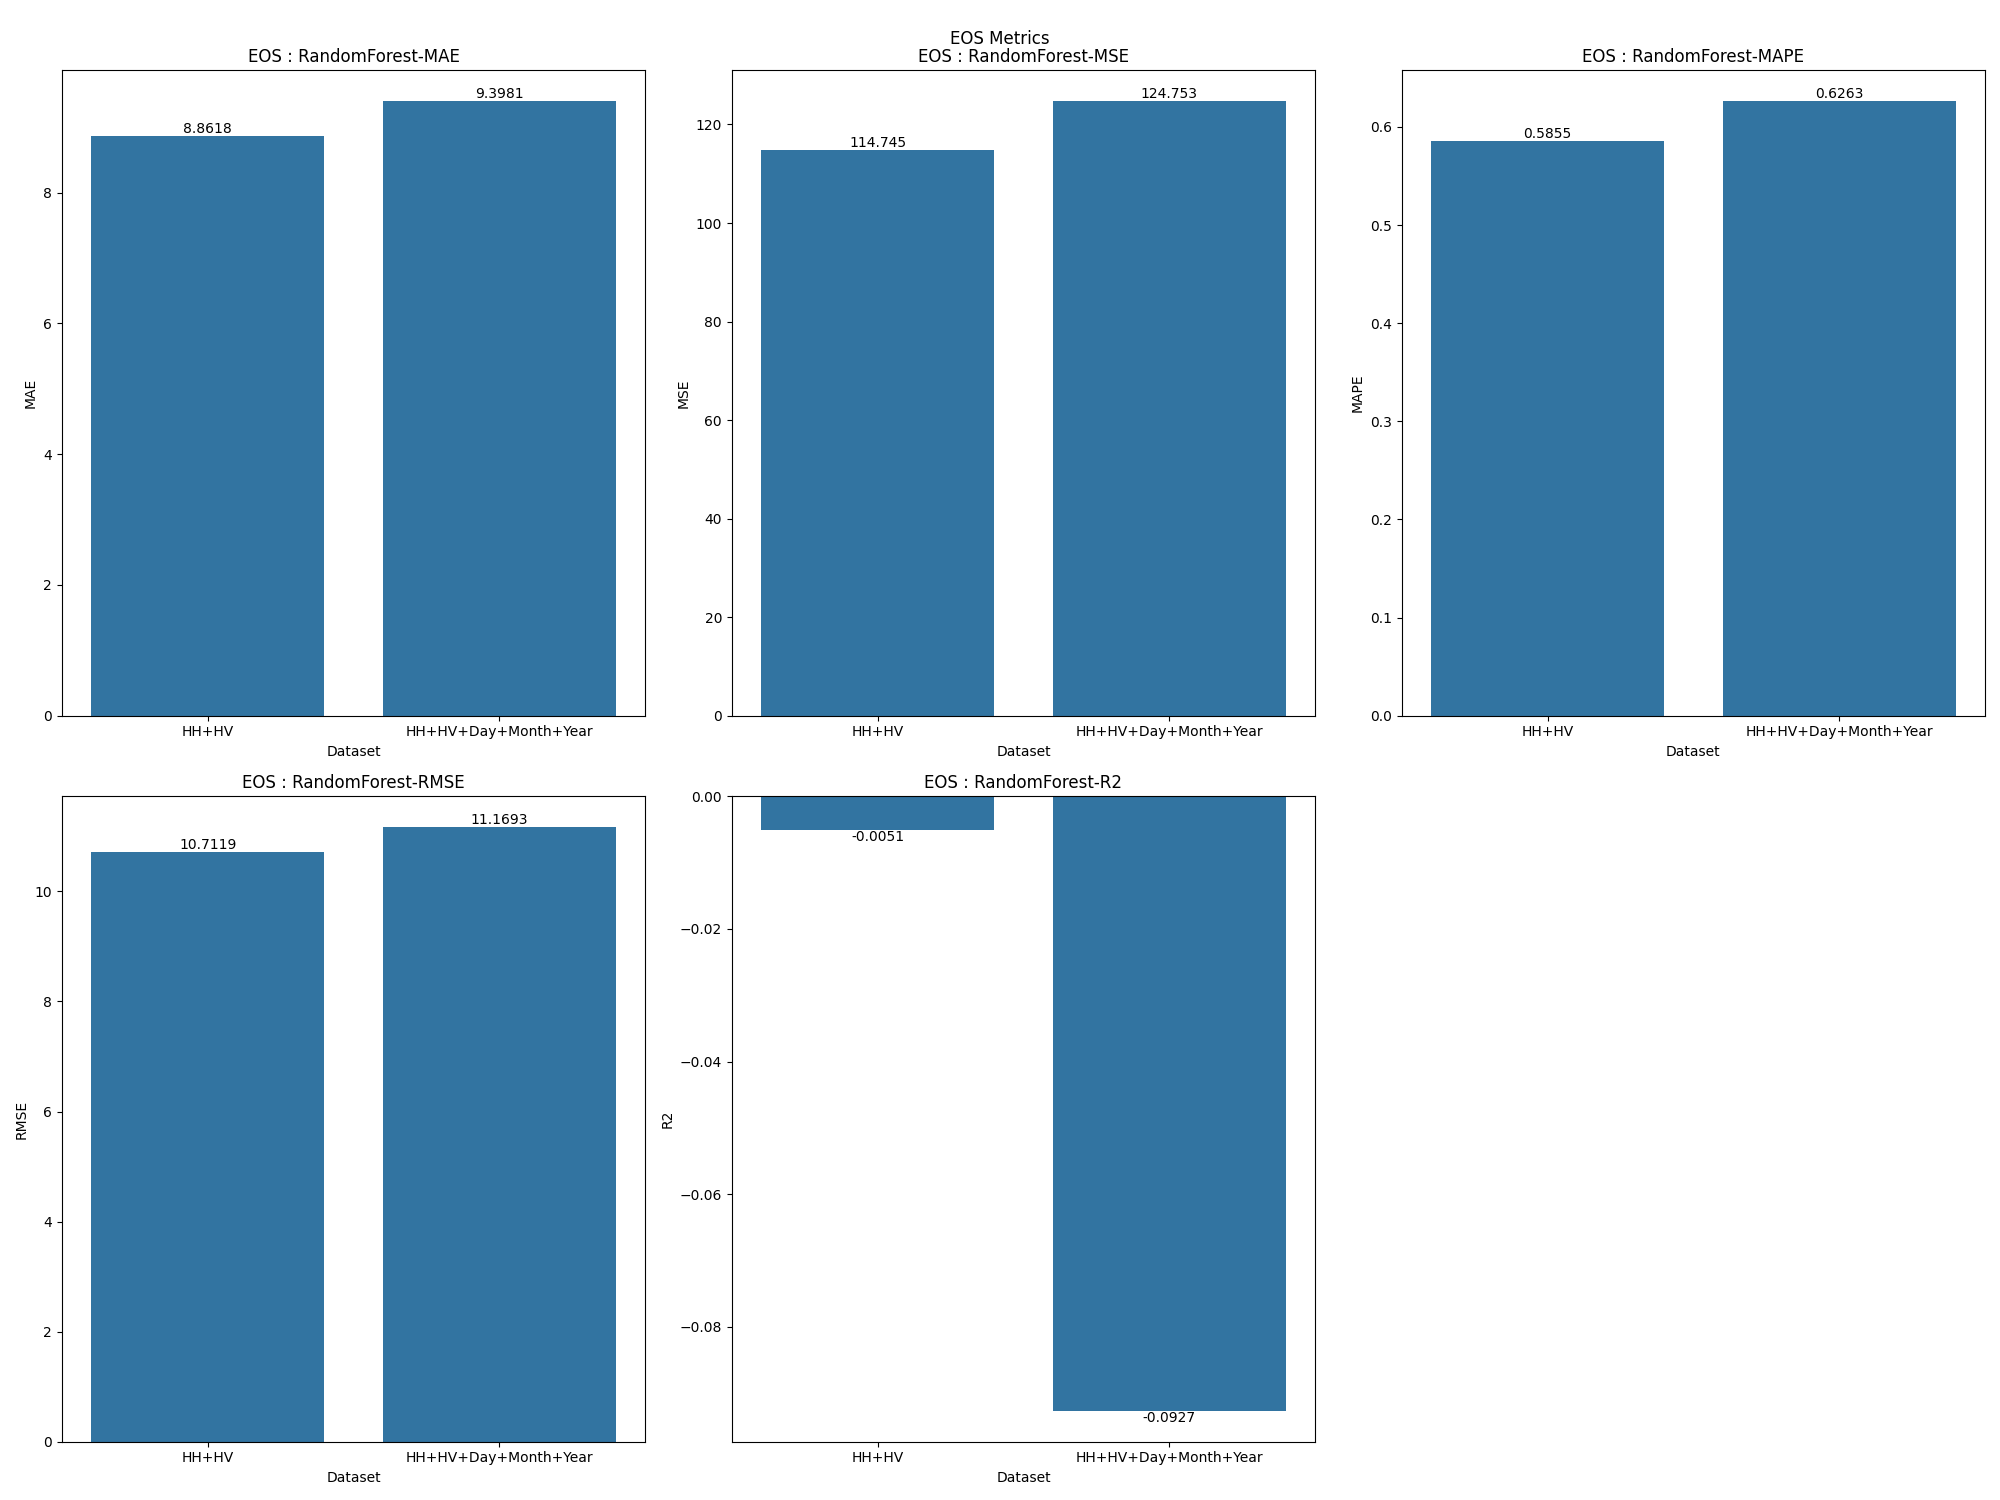 EOS Metrics
EOS : RandomForest-MAE
9.3981
8.8618
8
6
4
2
0
MAE
HH+HV
HH+HV+Day+Month+Year
Dataset
EOS : RandomForest-MSE
124.753
114.745
120
100
80
60
40
20
0
MSE
HH+HV
HH+HV+Day+Month+Year
Dataset
EOS : RandomForest-MAPE
0.6263
0.5855
0.6
0.5
0.4
0.3
0.2
0.1
0.0
MAPE
HH+HV
HH+HV+Day+Month+Year
Dataset
EOS : RandomForest-RMSE
11.1693
10.7119
10
8
6
4
2
0
RMSE
HH+HV
HH+HV+Day+Month+Year
Dataset
EOS : RandomForest-R2
0.00
-0.0051
−0.02
−0.04
−0.06
−0.08
-0.0927
R2
HH+HV
HH+HV+Day+Month+Year
Dataset